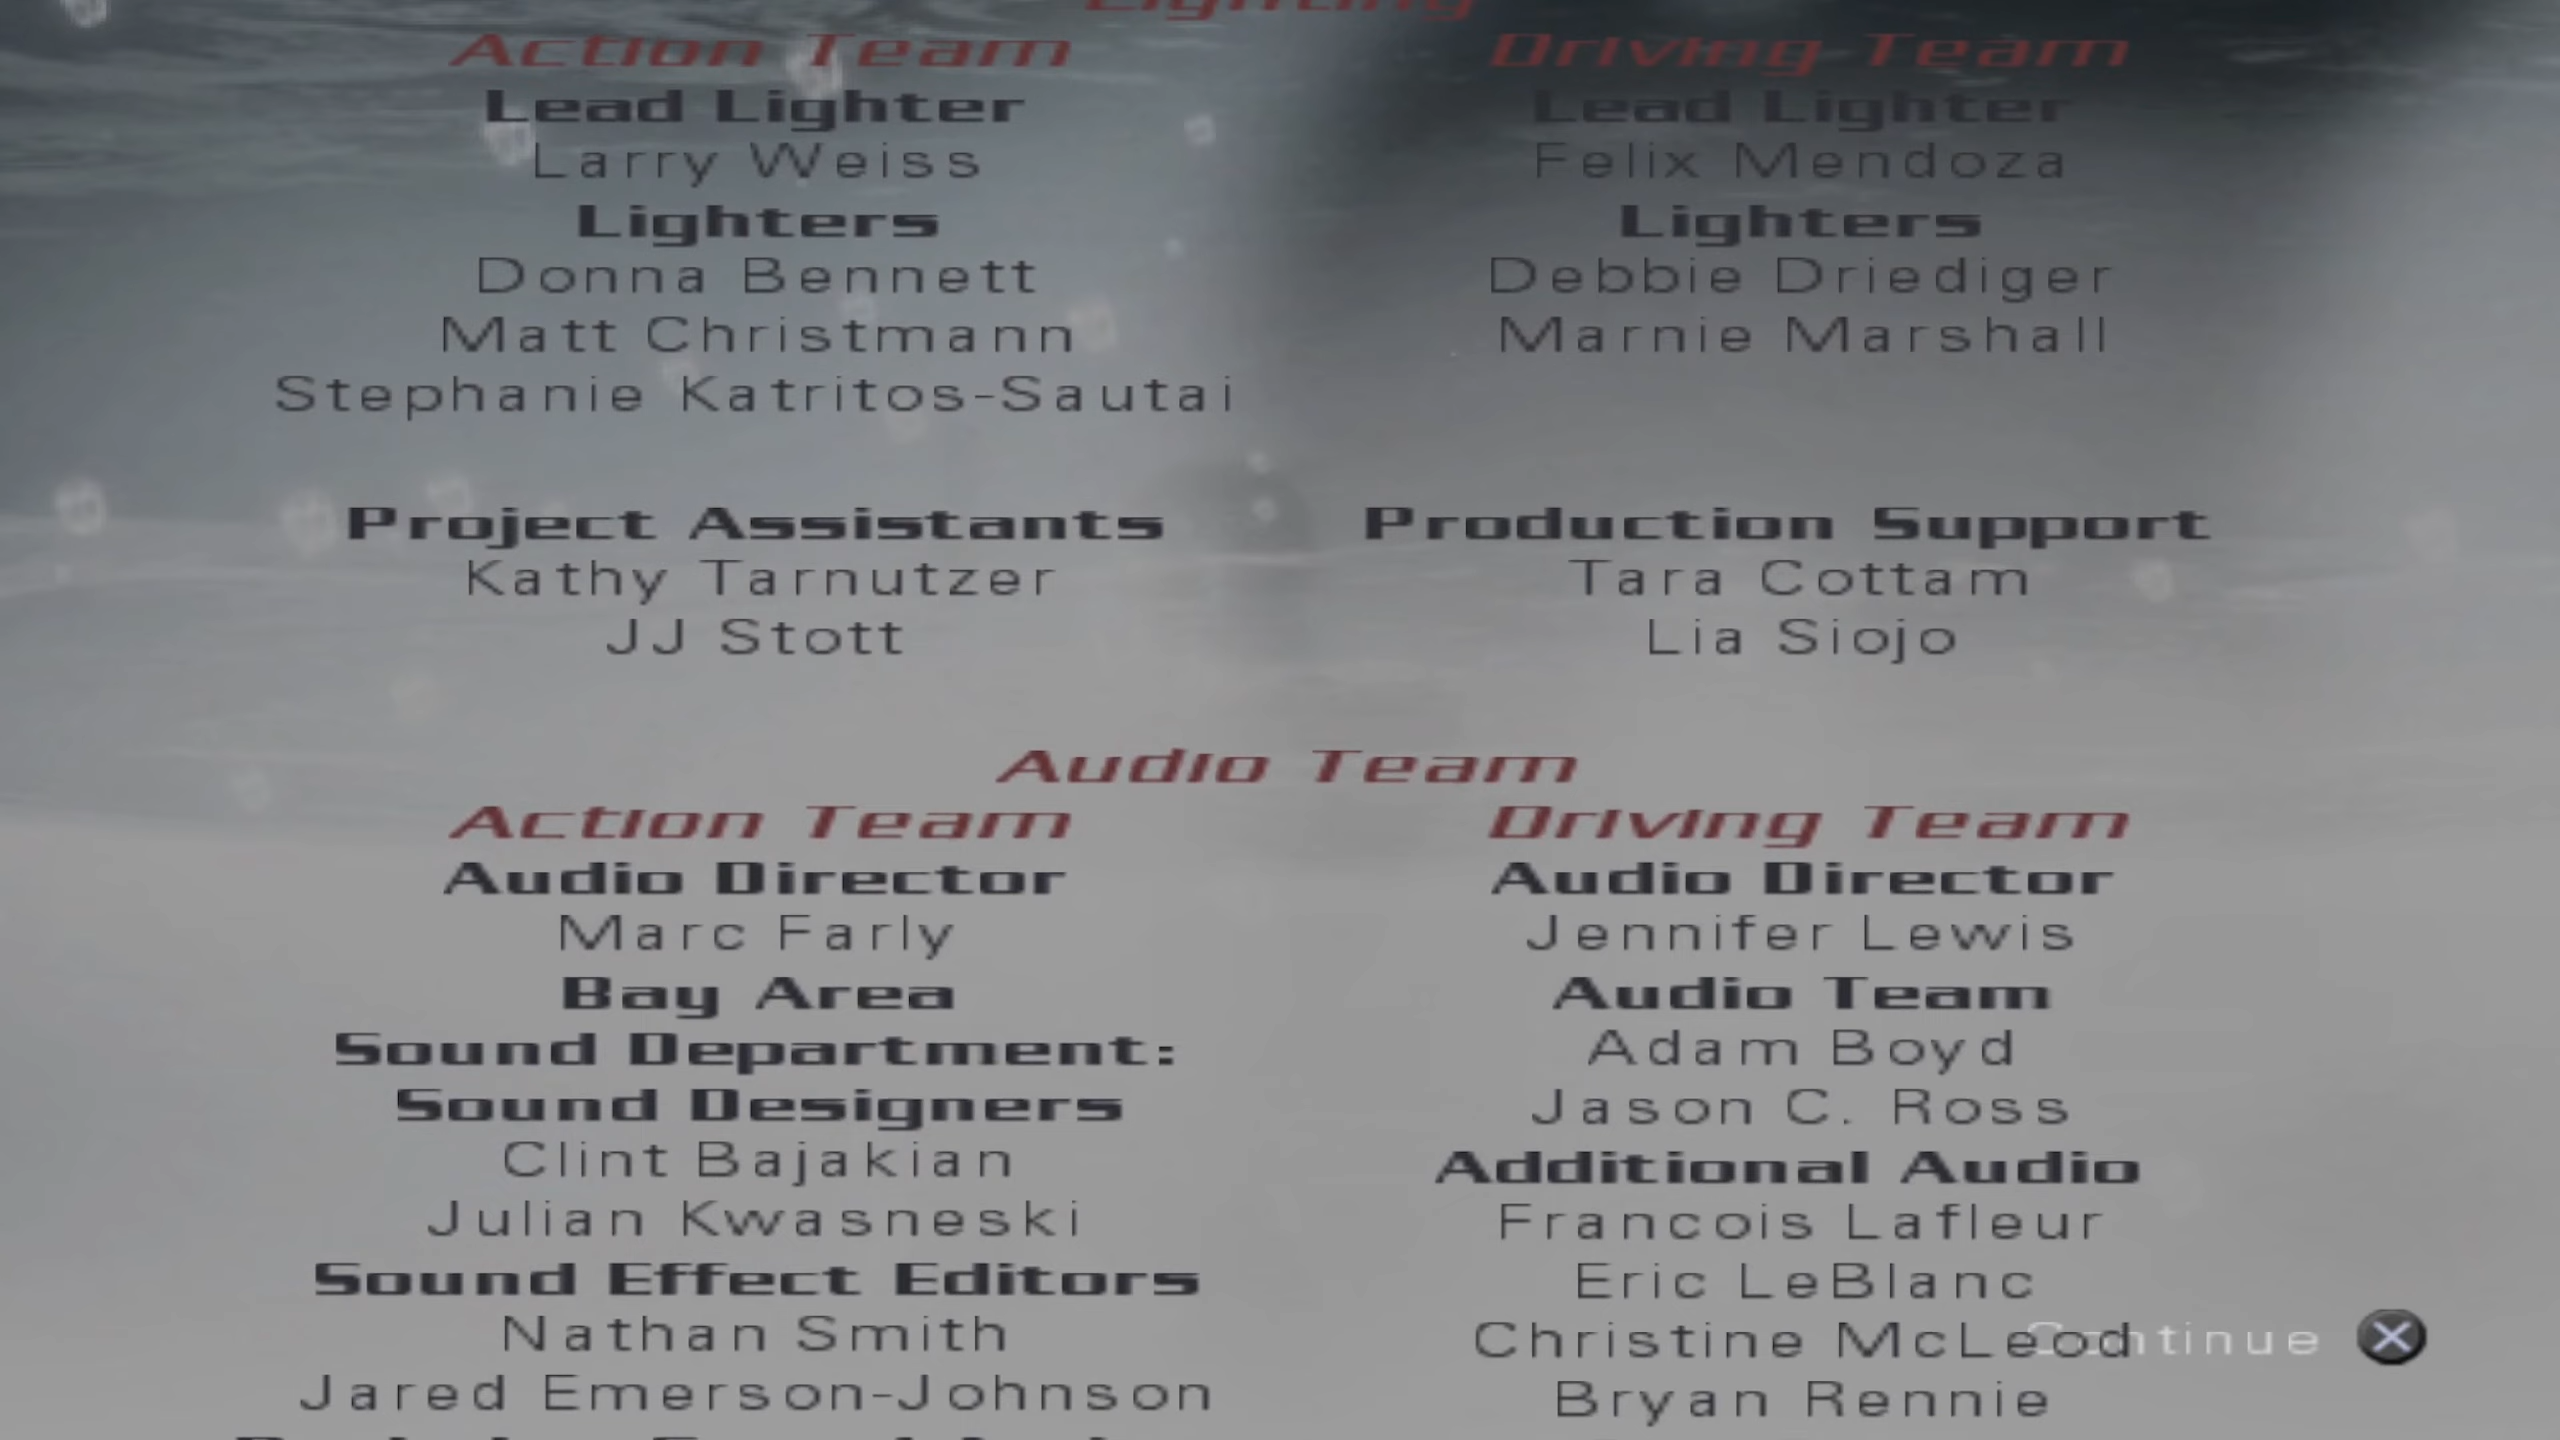 Lighting
Action Team
Lead Lighter
Larry Weiss
Lighters
Donna Bennett
Matt Christmann
Stephanie Katritos-Sautai
Driving Team
Lead Lighter
Felix Mendoza
Lighters
Debbie Driediger
Marnie Marshall
Project Assistants
Kathy Tarnutzer
JJ Stott
Production Support
Tara Cottam
Lia Siojo
Audio Team
Action Team
Audio Director
Marc Farly
Bay Area
Sound Department:
Sound Designers
Clint Bajakian
Julian Kwasneski
Sound Effect Editors
Nathan Smith
Jared Emerson-Johnson
Driving Team
Audio Director
Jennifer Lewis
Audio Team
Adam Boyd
Jason C. Ross
Additional Audio
Francois Lafleur
Eric LeBlanc
Christine McLeod
Bryan Rennie
Continue